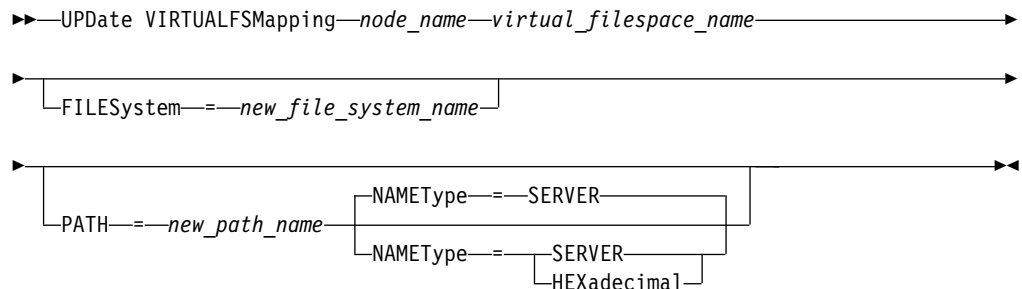 UPDate VIRTUALFSMapping node_name virtual_filespace_name
FILESystem = new_file_system_name
NAMEType = SERVER
PATH = new_path_name
NAMEType = SERVER
HEXadecimal